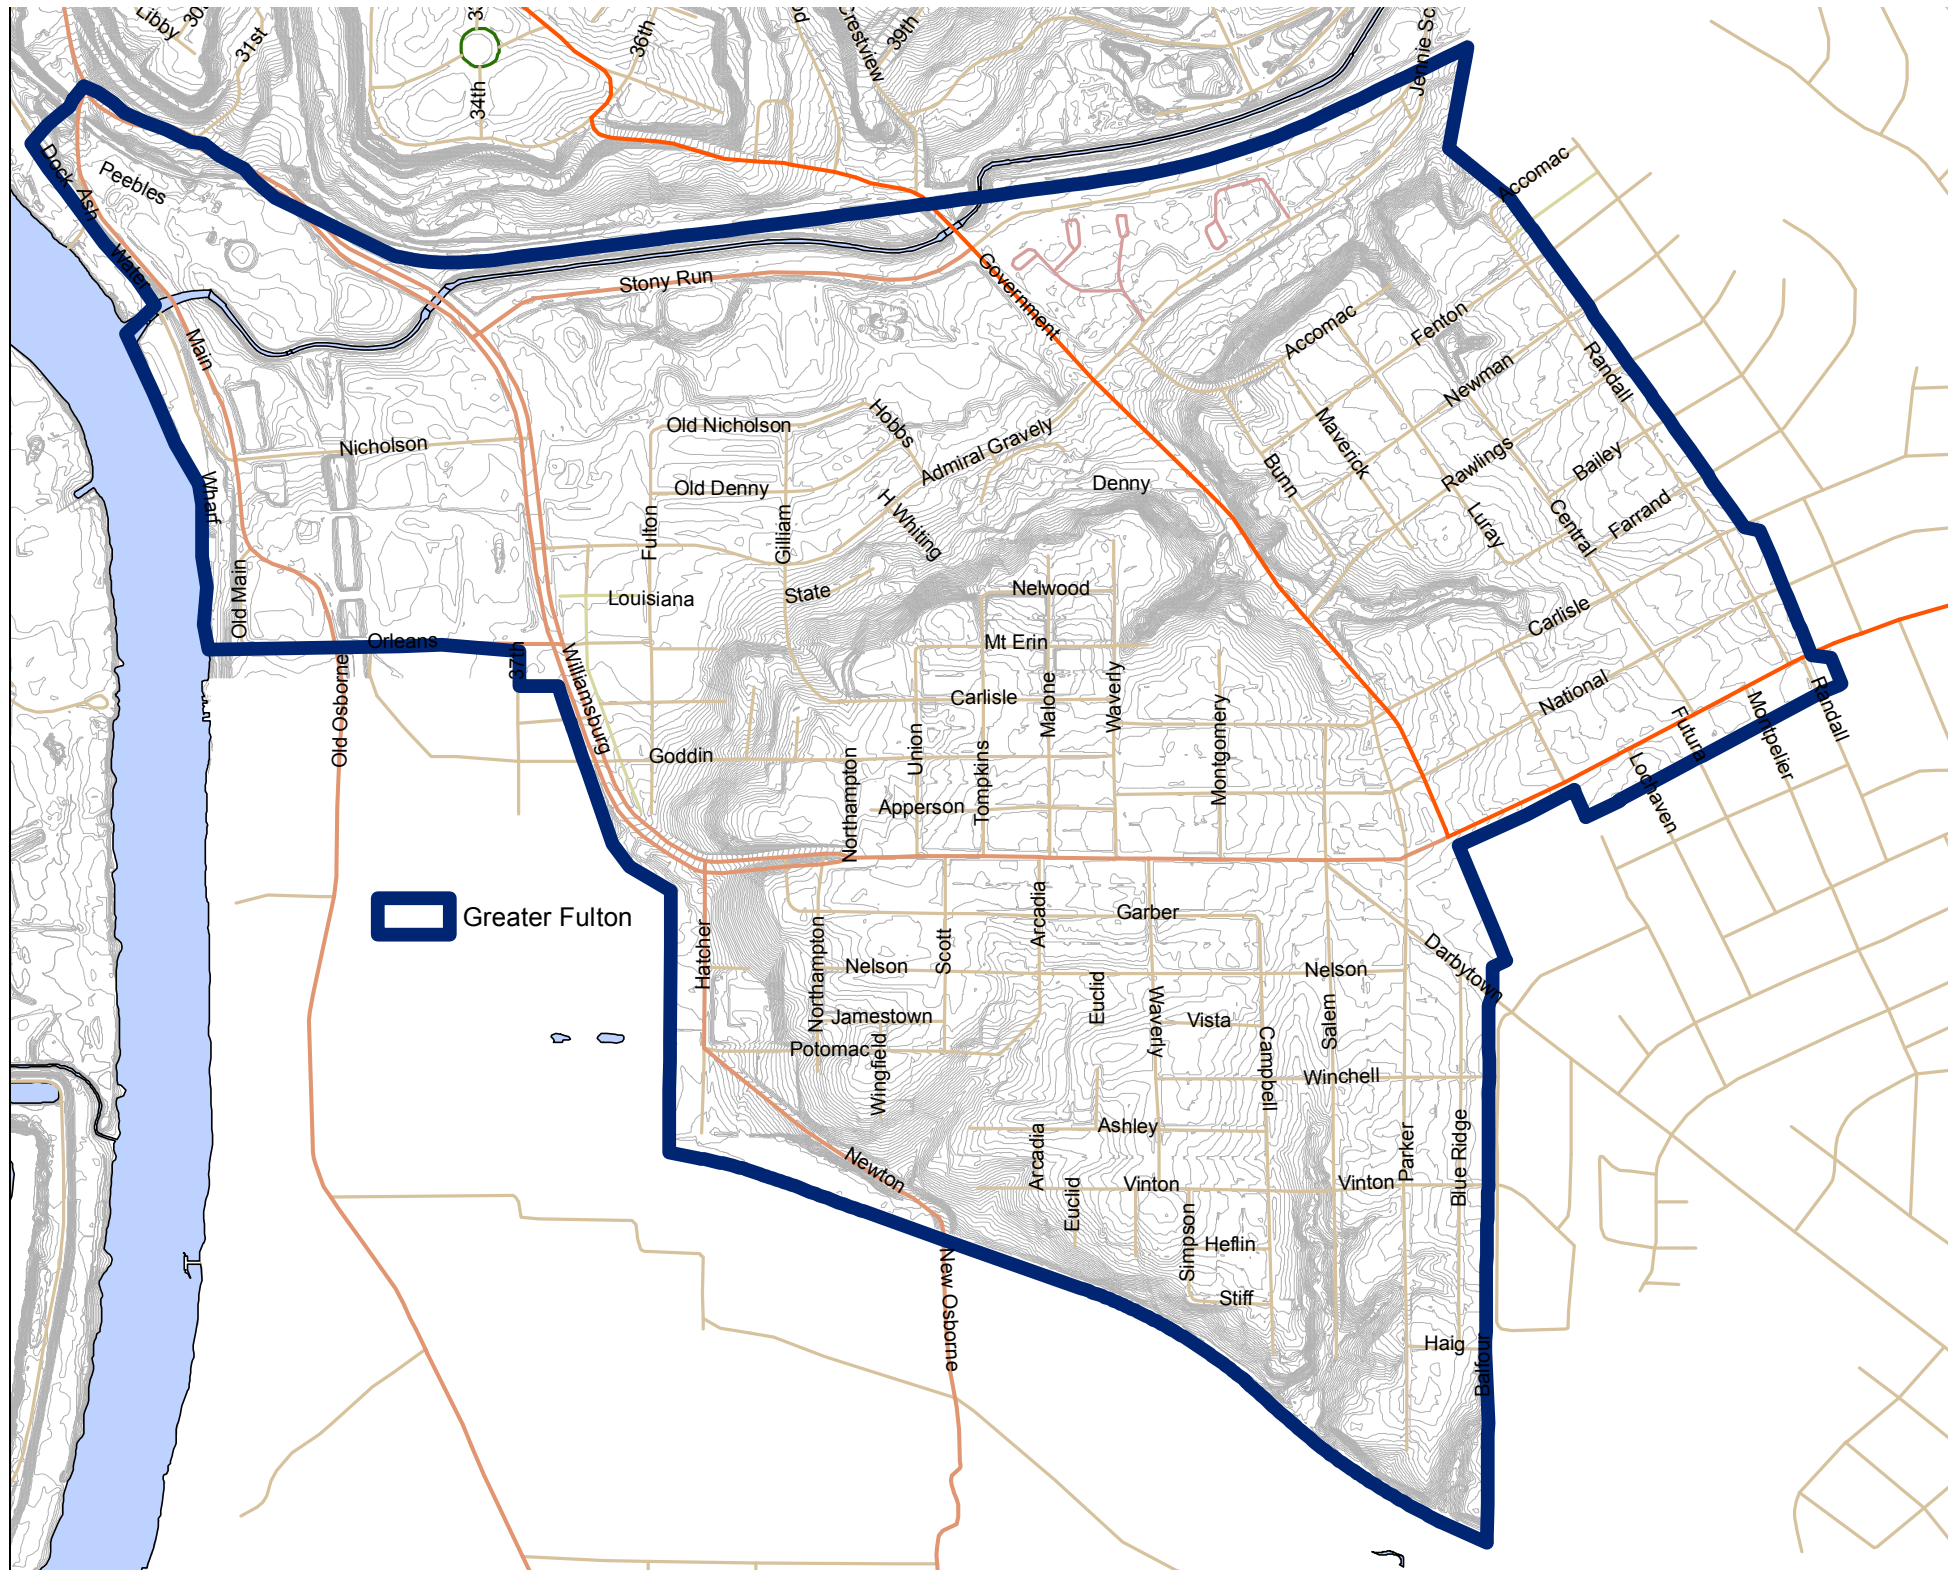 Libby
30th
31st
34th
36th
Crestview
39th
Jennie Sc
Dock
Peebles
Ash
Water
Accomac
Stony Run
Government
Main
Accomac
Fenton
Randall
Newman
Old Nicholson
Hobbs
Nicholson
Admiral Gravely
Maverick
Rawlings
Bailey
Bunn
Wharf
Old Denny
Denny
H Whiting
Luray
Central
Farrand
Fulton
Gilliam
Old Main
Louisiana
State
Nelwood
Carlisle
Orleans
37th
Mt Erin
Williamsburg
Old Osborne
Carlisle
Malone
Waverly
Montgomery
National
Randall
Montpelier
Futura
Lochaven
Goddin
Union
Tompkins
Northampton
Apperson
Greater Fulton
Arcadia
Garber
Hatcher
Northampton
Scott
Nelson
Nelson
Darbytown
Euclid
Waverly
Jamestown
Vista
Salem
Potomac
Wingfield
Campbell
Winchell
Ashley
Arcadia
Parker
Blue Ridge
Newton
Euclid
Vinton
Vinton
Simpson
Heflin
New Osborne
Stiff
Haig
Balfour